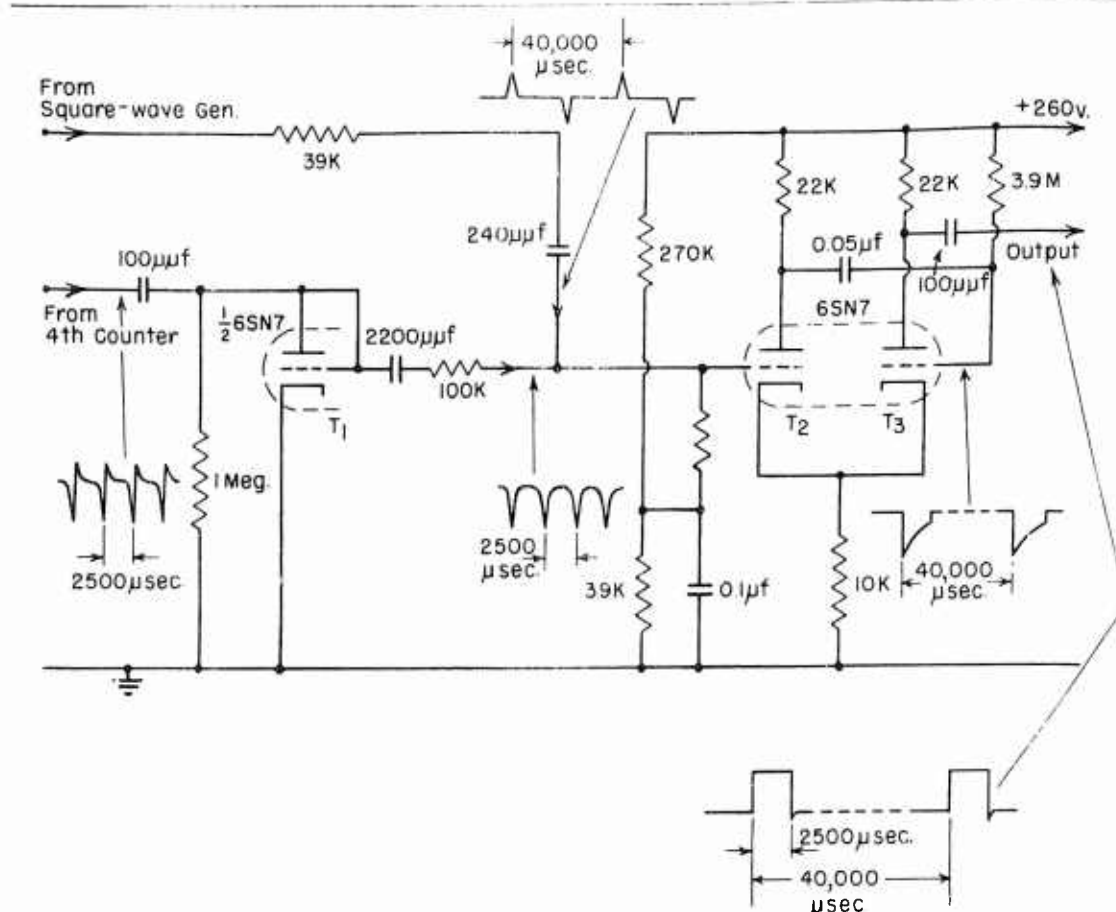 40,000
μsec.
From
Square-wave Gen.
+260v.
39K
22K
22K
3.9M
240μμf
270K
0.05μf
100μμf
Output
100μμf
From
4th Counter
½6SN7
2200μμf
6SN7
100K
T1
T2
T3
1 Meg.
2500μsec.
2500
μsec.
39K
0.1μf
10K
40,000
μsec.
2500μsec.
40,000
μsec